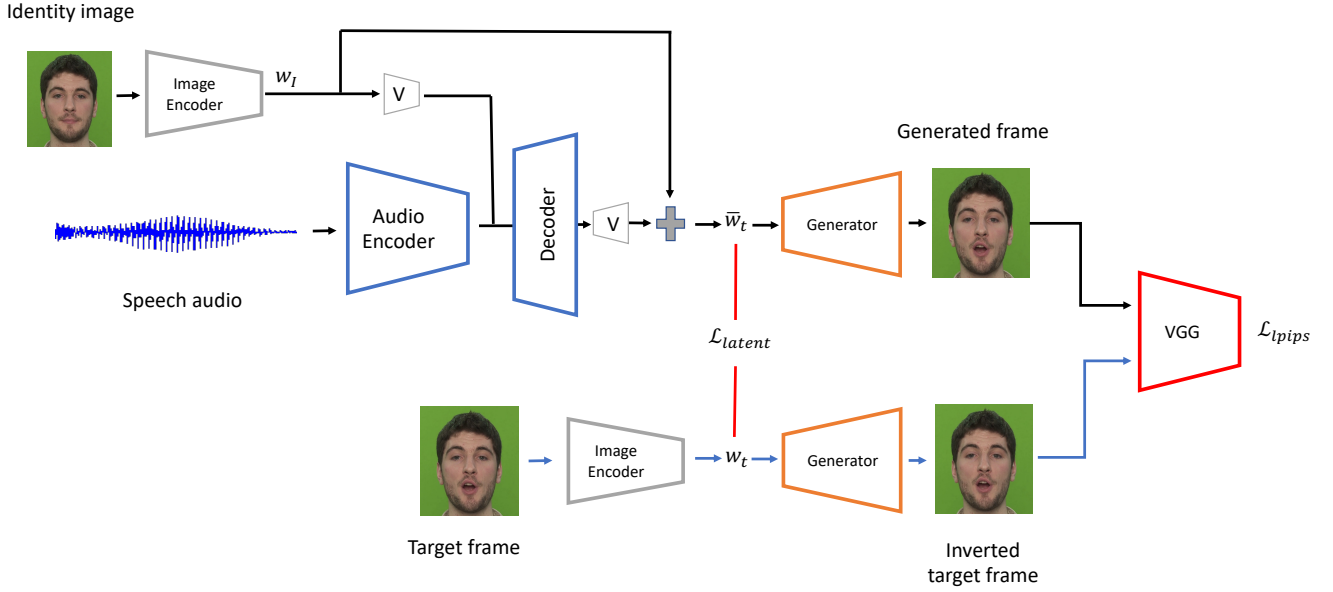 Identity image
Image
Encoder
w_I
V
Generated frame
Audio
Encoder
Decoder
V
w̅_t
Generator
Speech audio
VGG
ℒ_lpips
ℒ_latent
Image
Encoder
w_t
Generator
Target frame
Inverted
target frame